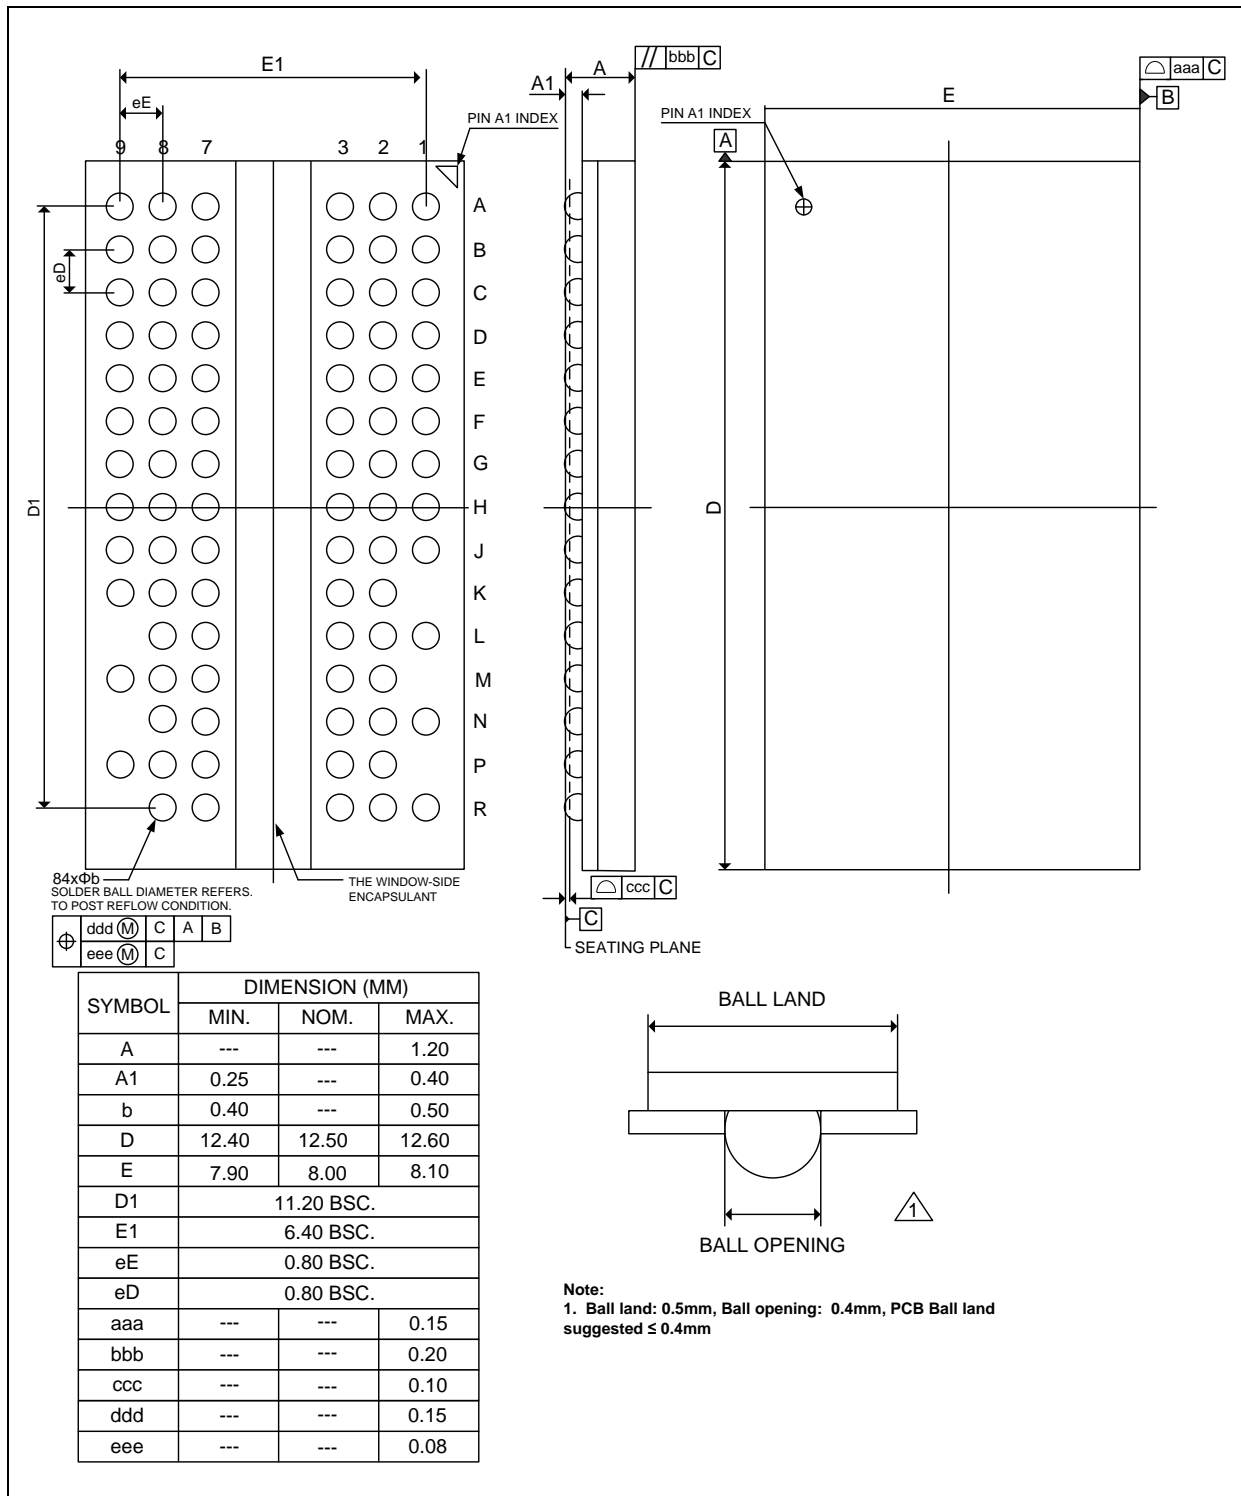 E1
eE
9 8 7 3 2 1
PIN A1 INDEX
A
B
C
D
E
F
G
H
J
K
L
M
N
P
R
eD
D1
84xΦb
SOLDER BALL DIAMETER REFERS.
TO POST REFLOW CONDITION.
THE WINDOW-SIDE
ENCAPSULANT
ddd Ⓜ C A B
eee Ⓜ C
A
A1
// bbb C
ccc C
C
SEATING PLANE
aaa C
B
E
PIN A1 INDEX
A
D
SYMBOL DIMENSION (MM)
MIN. NOM. MAX.
A --- --- 1.20
A1 0.25 --- 0.40
b 0.40 --- 0.50
D 12.40 12.50 12.60
E 7.90 8.00 8.10
D1 11.20 BSC.
E1 6.40 BSC.
eE 0.80 BSC.
eD 0.80 BSC.
aaa --- --- 0.15
bbb --- --- 0.20
ccc --- --- 0.10
ddd --- --- 0.15
eee --- --- 0.08
BALL LAND
1
BALL OPENING
Note:
1. Ball land: 0.5mm, Ball opening: 0.4mm, PCB Ball land
suggested ≤ 0.4mm